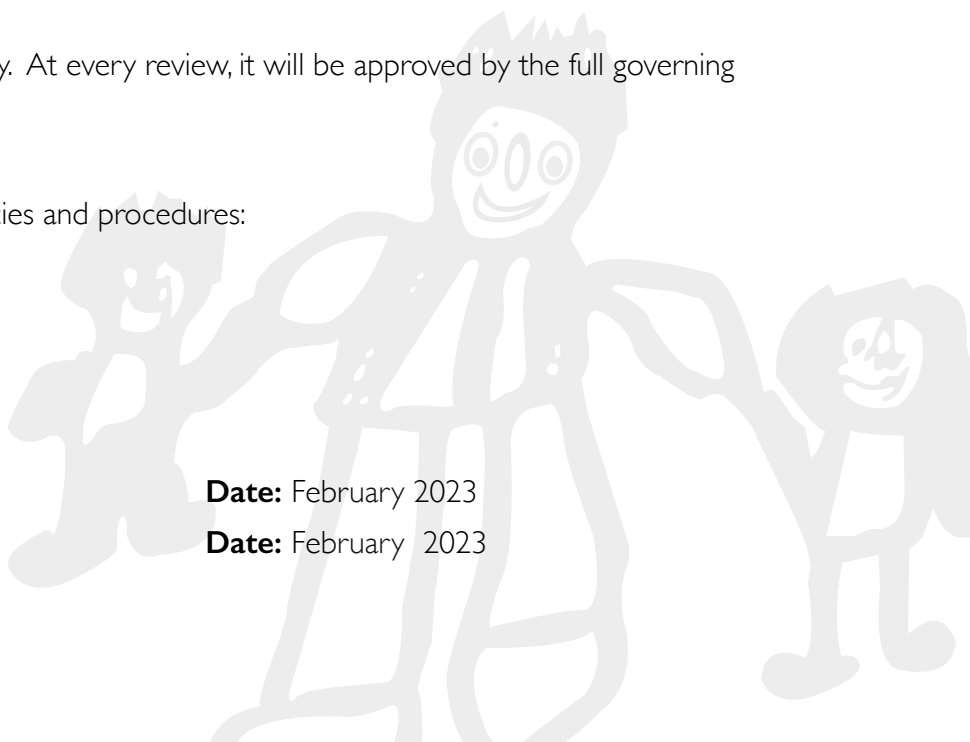 y. At every review, it will be approved by the full governing
ies and procedures:
Date: February 2023
Date: February 2023